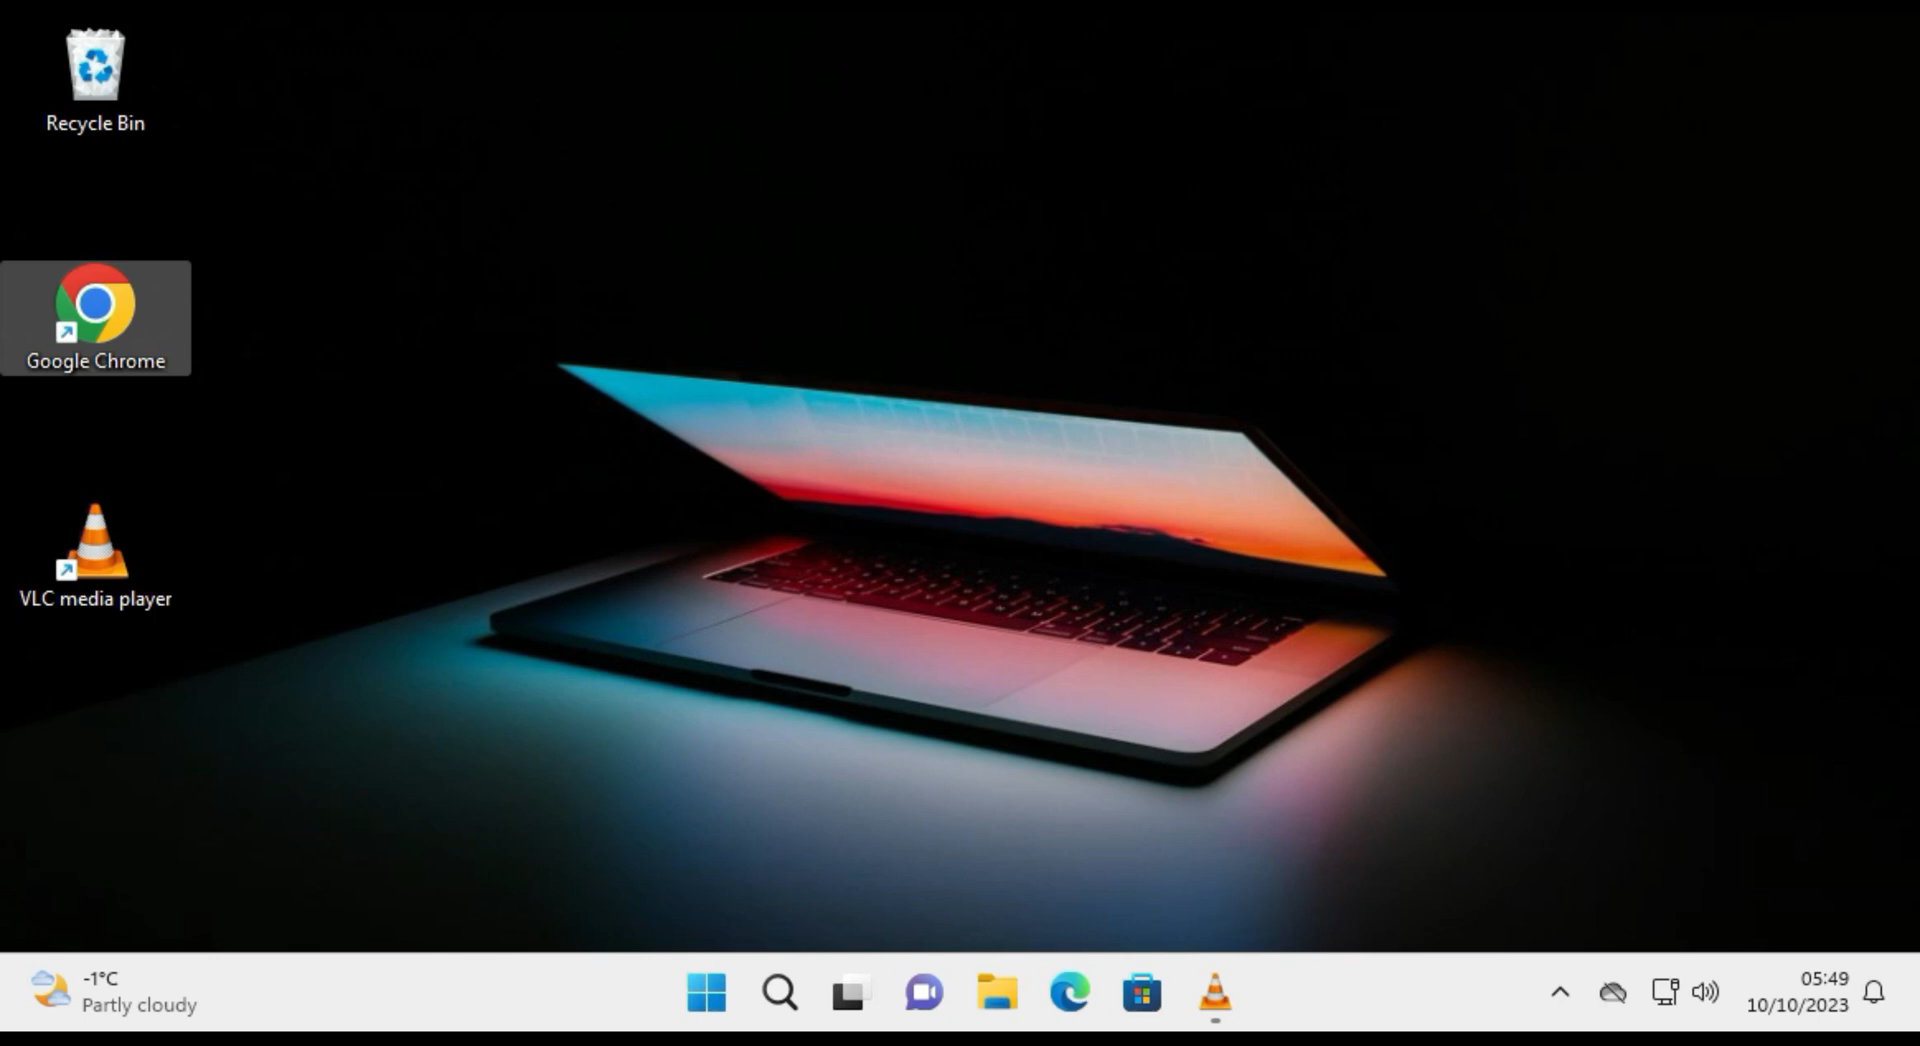 Recycle Bin
Google Chrome
VLC media player
-1°C
Partly cloudy
05:49
10/10/2023